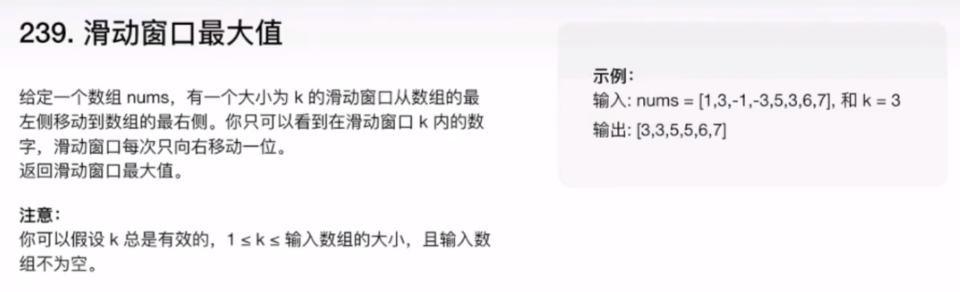 239. 滑动窗口最大值
给定一个数组 nums，有一个大小为 k 的滑动窗口从数组的最
左侧移动到数组的最右侧。你只可以看到在滑动窗口 k 内的数
字，滑动窗口每次只向右移动一位。
返回滑动窗口最大值。
注意：
你可以假设 k 总是有效的，1 ≤ k ≤ 输入数组的大小，且输入数
组不为空。
示例：
输入: nums = [1,3,-1,-3,5,3,6,7], 和 k = 3
输出: [3,3,5,5,6,7]